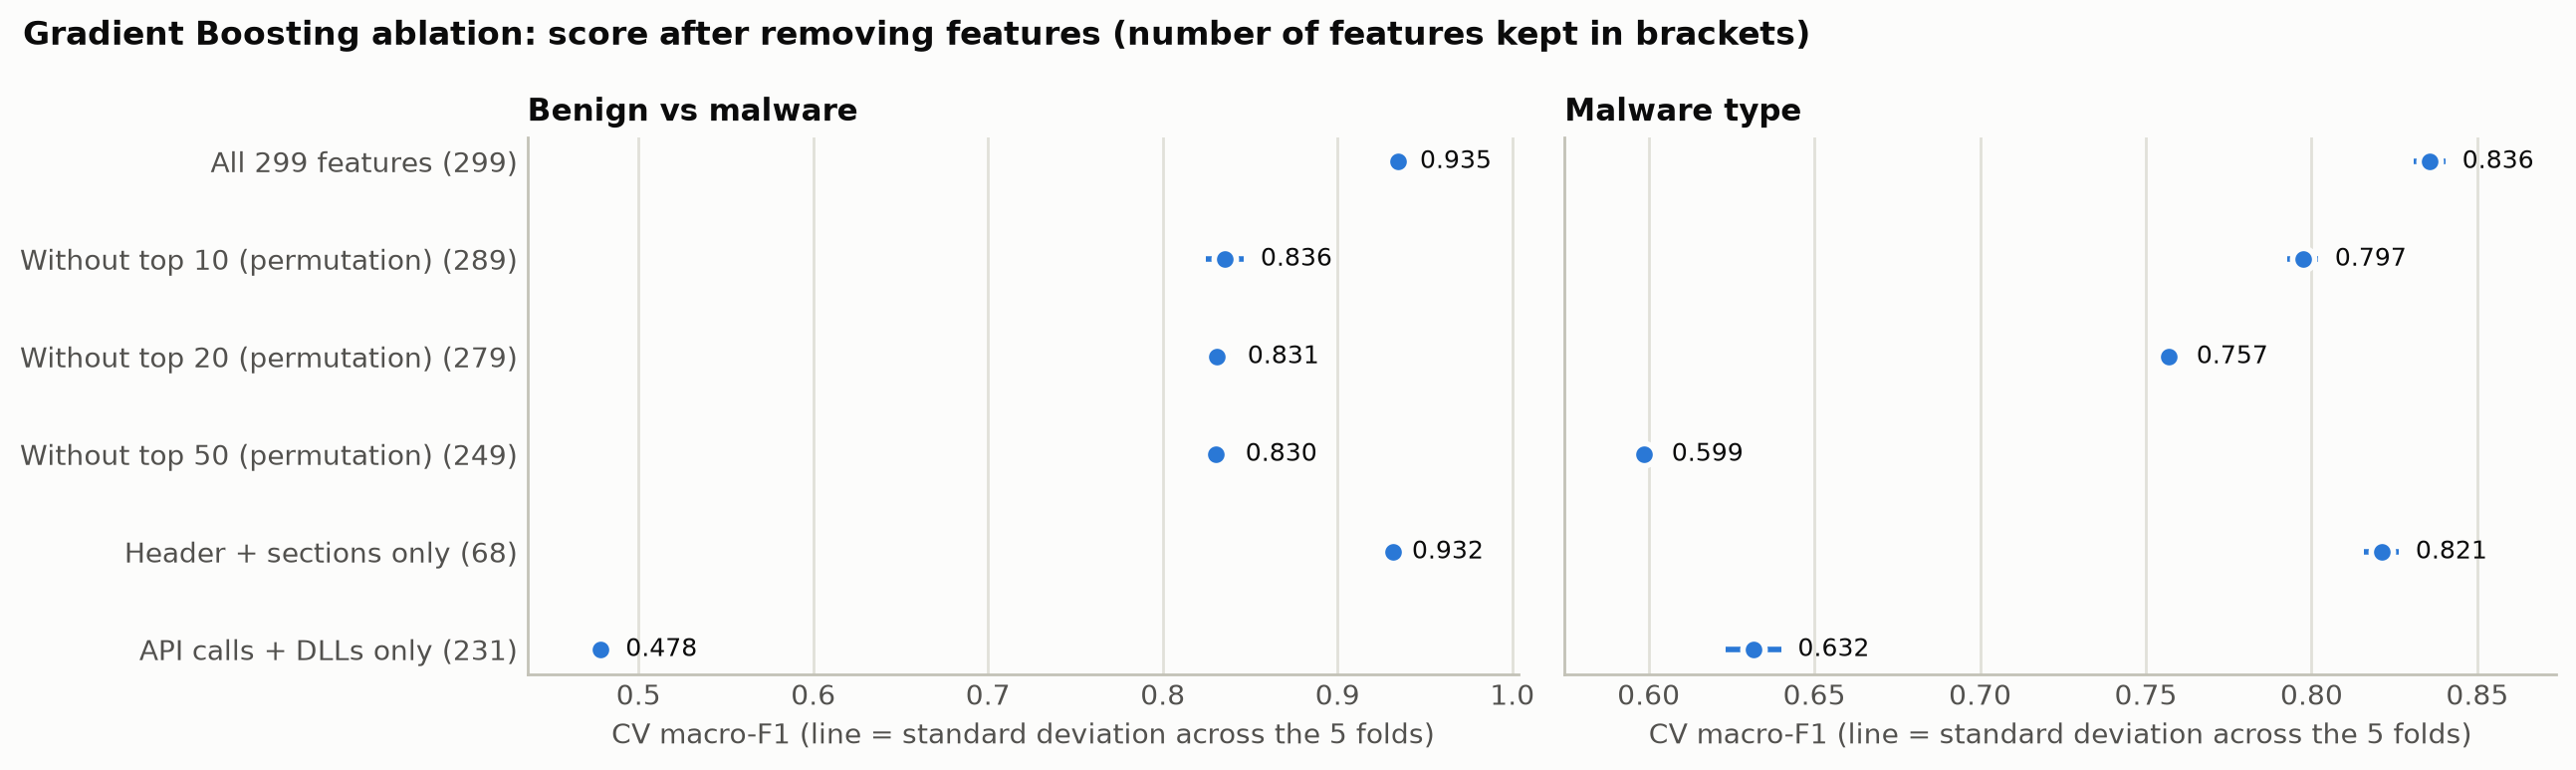 Gradient Boosting ablation: score after removing features (number of features kept in brackets)
Benign vs malware
Malware type
All 299 features (299)
0.935
0.836
Without top 10 (permutation) (289)
0.836
0.797
Without top 20 (permutation) (279)
0.831
0.757
Without top 50 (permutation) (249)
0.830
0.599
Header + sections only (68)
0.932
0.821
API calls + DLLs only (231)
0.478
0.632
0.5 0.6 0.7 0.8 0.9 1.0
0.60 0.65 0.70 0.75 0.80 0.85
CV macro-F1 (line = standard deviation across the 5 folds)
CV macro-F1 (line = standard deviation across the 5 folds)